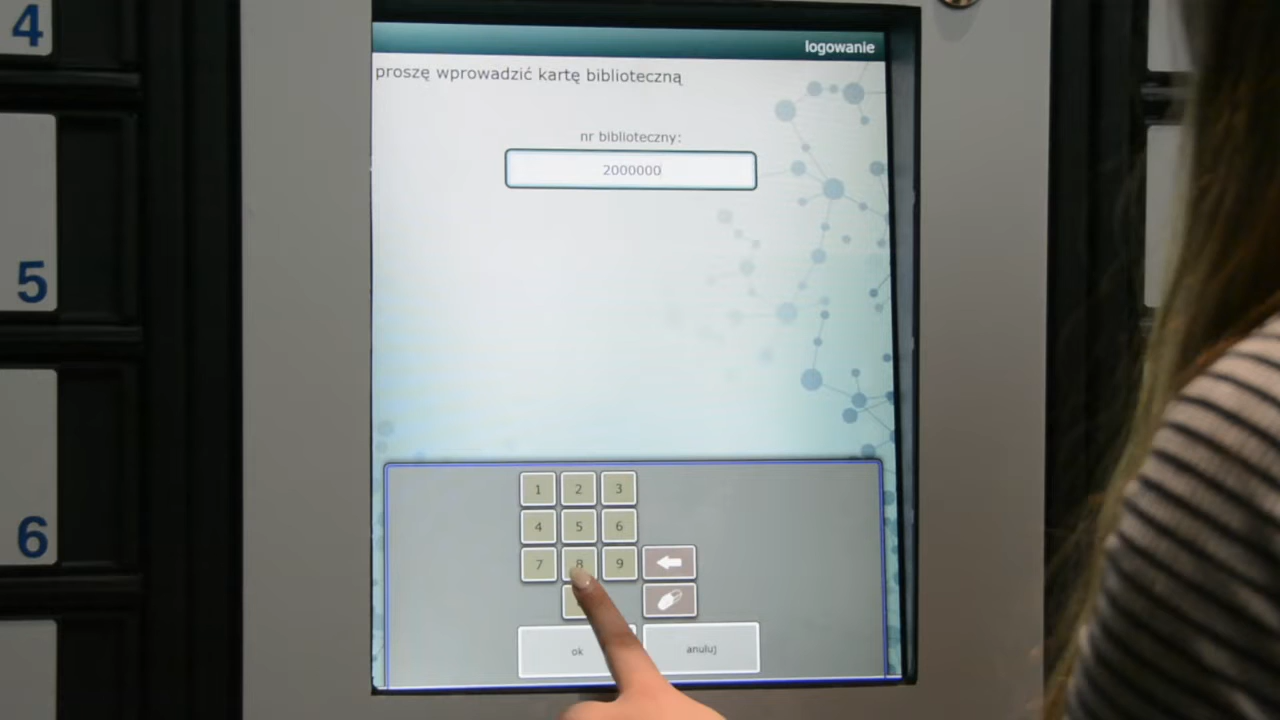 4
5
6
logowanie
proszę wprowadzić kartę biblioteczną
nr biblioteczny:
2000000
1 2 3
4 5 6
7 8 9
ok anuluj